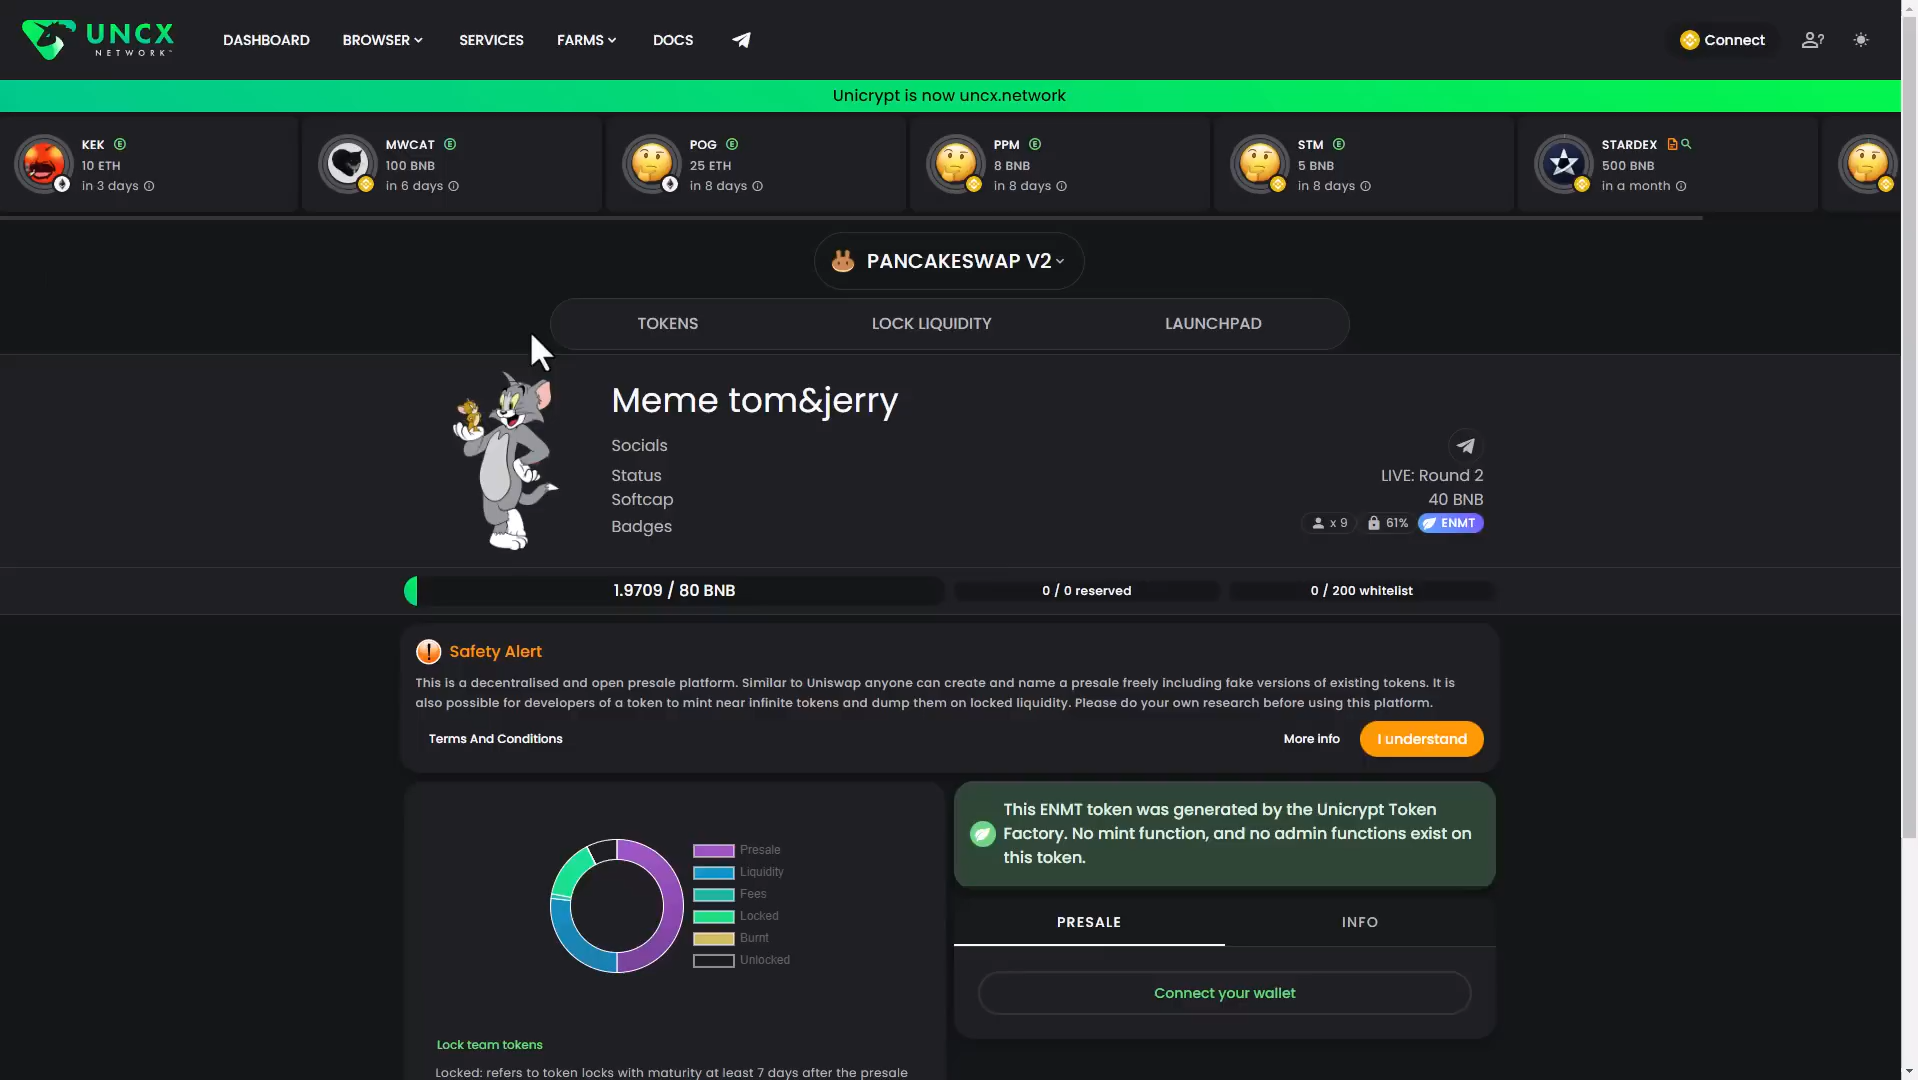 UNCX
NETWORK
DASHBOARD
BROWSER
SERVICES
FARMS
DOCS
Connect
?
Unicrypt is now uncx.network
KEK E
10 ETH
in 3 days
MWCAT E
100 BNB
in 6 days
POG E
25 ETH
in 8 days
PPM E
8 BNB
in 8 days
STM E
5 BNB
in 8 days
STARDEX
500 BNB
in a month
PANCAKESWAP V2
TOKENS
LOCK LIQUIDITY
LAUNCHPAD
Meme tom&jerry
Socials
Status LIVE: Round 2
Softcap 40 BNB
Badges x 9 61% ENMT
1.9709 / 80 BNB
0 / 0 reserved
0 / 200 whitelist
Safety Alert
This is a decentralised and open presale platform. Similar to Uniswap anyone can create and name a presale freely including fake versions of existing tokens. It is
also possible for developers of a token to mint near infinite tokens and dump them on locked liquidity. Please do your own research before using this platform.
Terms And Conditions
More info
I understand
Presale
Liquidity
Fees
Locked
Burnt
Unlocked
Lock team tokens
Locked: refers to token locks with maturity at least 7 days after the presale
This ENMT token was generated by the Unicrypt Token
Factory. No mint function, and no admin functions exist on
this token.
PRESALE
INFO
Connect your wallet